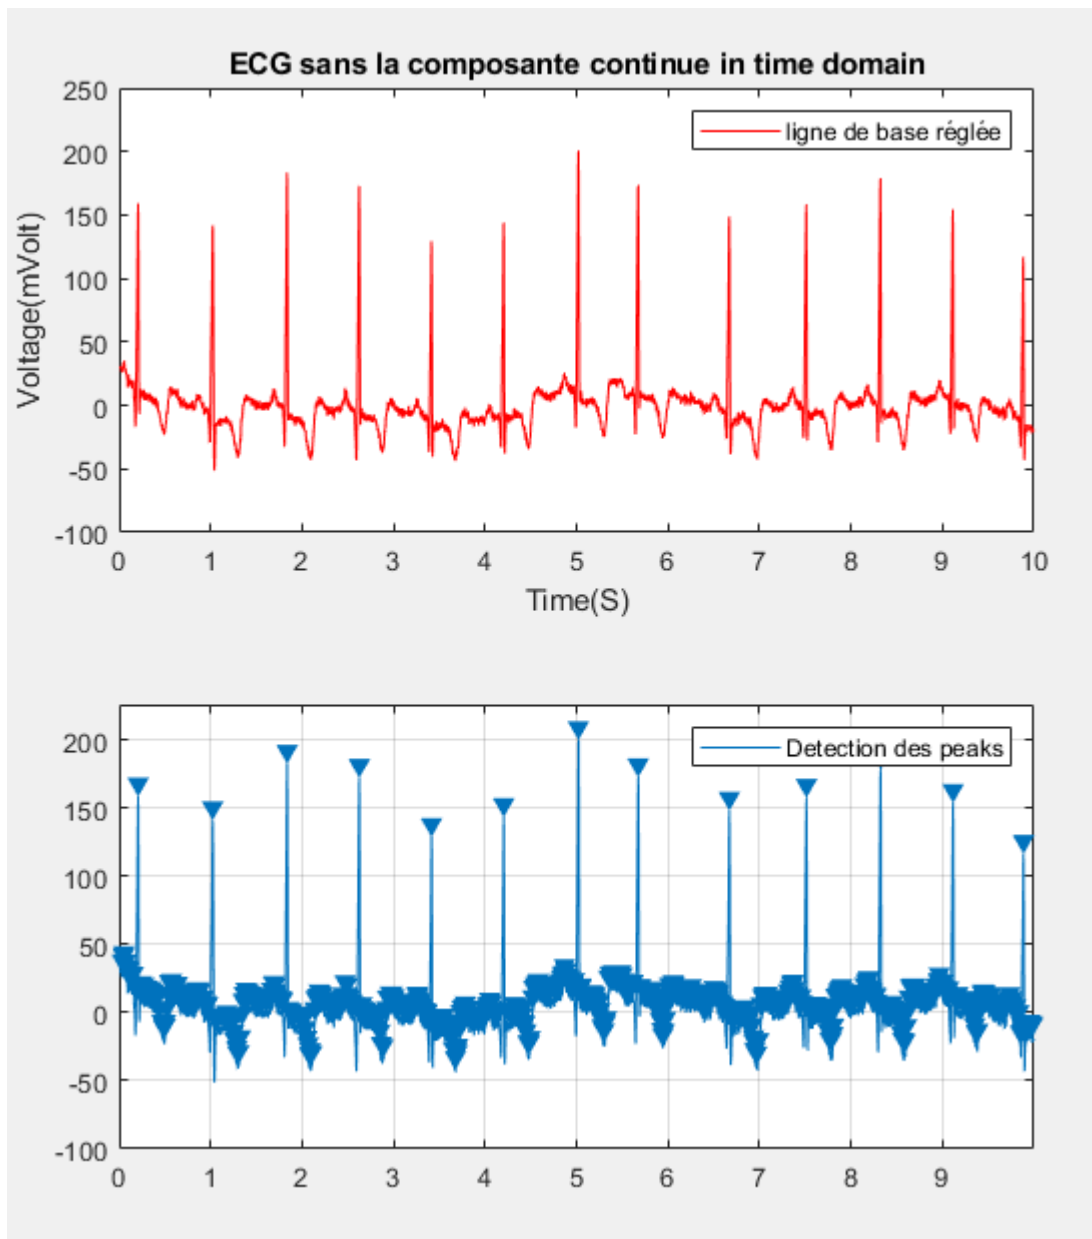 ECG sans la composante continue in time domain
250
200
150
100
50
0
-50
-100
Voltage(mVolt)
ligne de base réglée
0 1 2 3 4 5 6 7 8 9 10
Time(S)
200
150
100
50
0
-50
-100
Detection des peaks
0 1 2 3 4 5 6 7 8 9